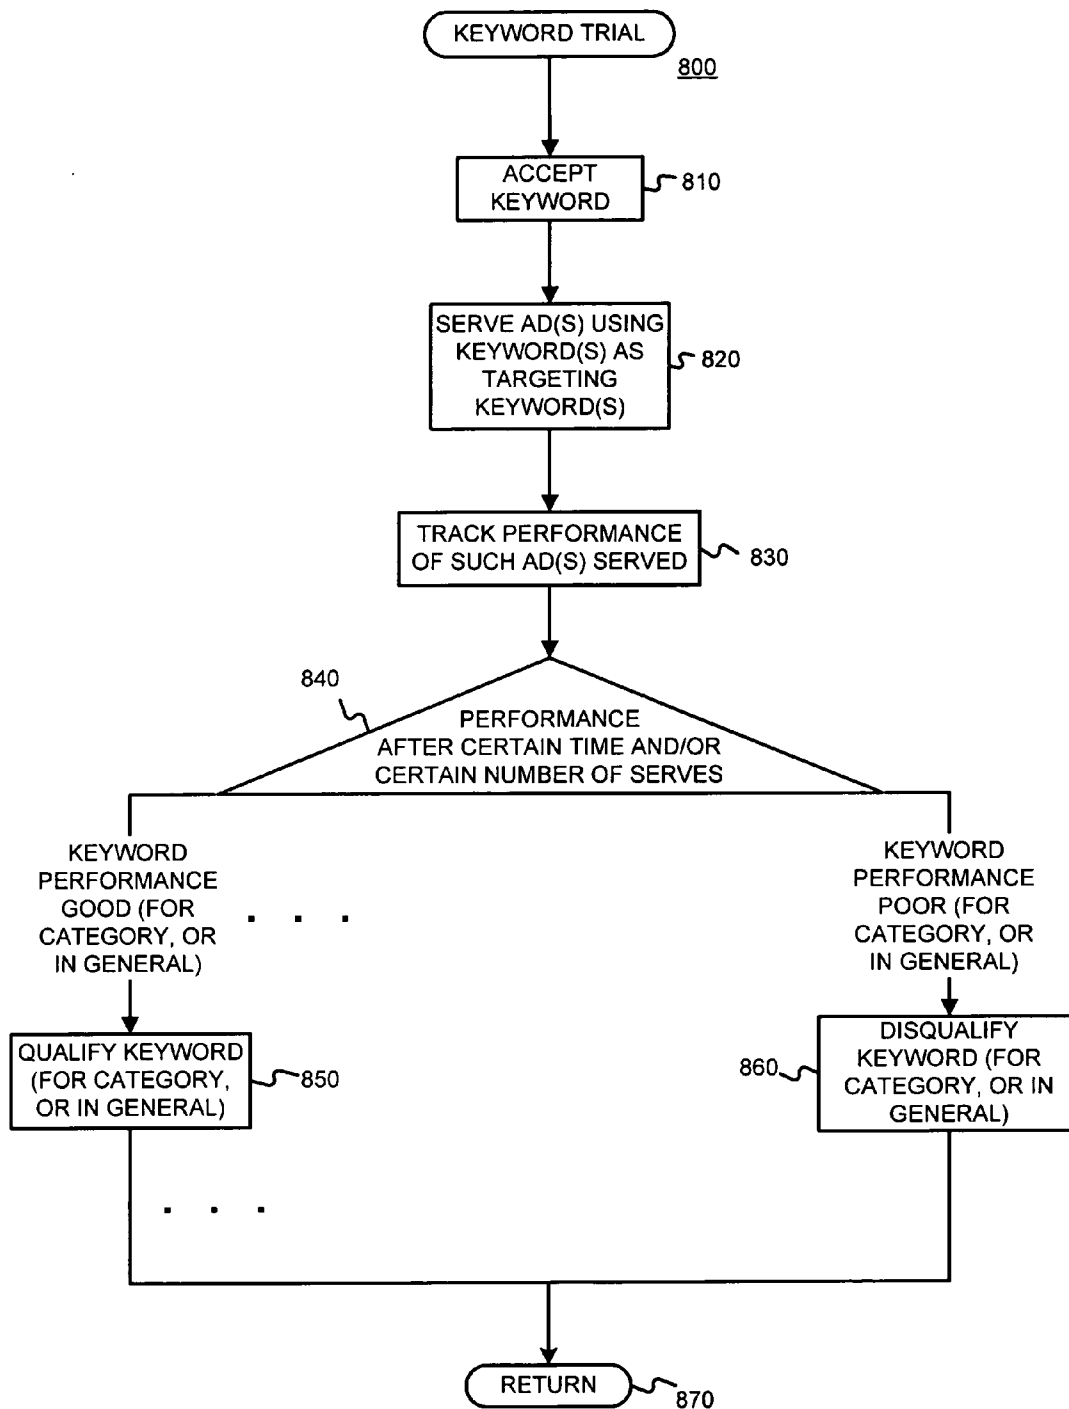 KEYWORD TRIAL
800
ACCEPT
KEYWORD
810
SERVE AD(S) USING
KEYWORD(S) AS
TARGETING
KEYWORD(S)
820
TRACK PERFORMANCE
OF SUCH AD(S) SERVED
830
840
PERFORMANCE
AFTER CERTAIN TIME AND/OR
CERTAIN NUMBER OF SERVES
KEYWORD
PERFORMANCE
GOOD (FOR
CATEGORY, OR
IN GENERAL)
. . .
KEYWORD
PERFORMANCE
POOR (FOR
CATEGORY, OR
IN GENERAL)
QUALIFY KEYWORD
(FOR CATEGORY,
OR IN GENERAL)
850
860
DISQUALIFY
KEYWORD (FOR
CATEGORY, OR IN
GENERAL)
. . .
RETURN
870